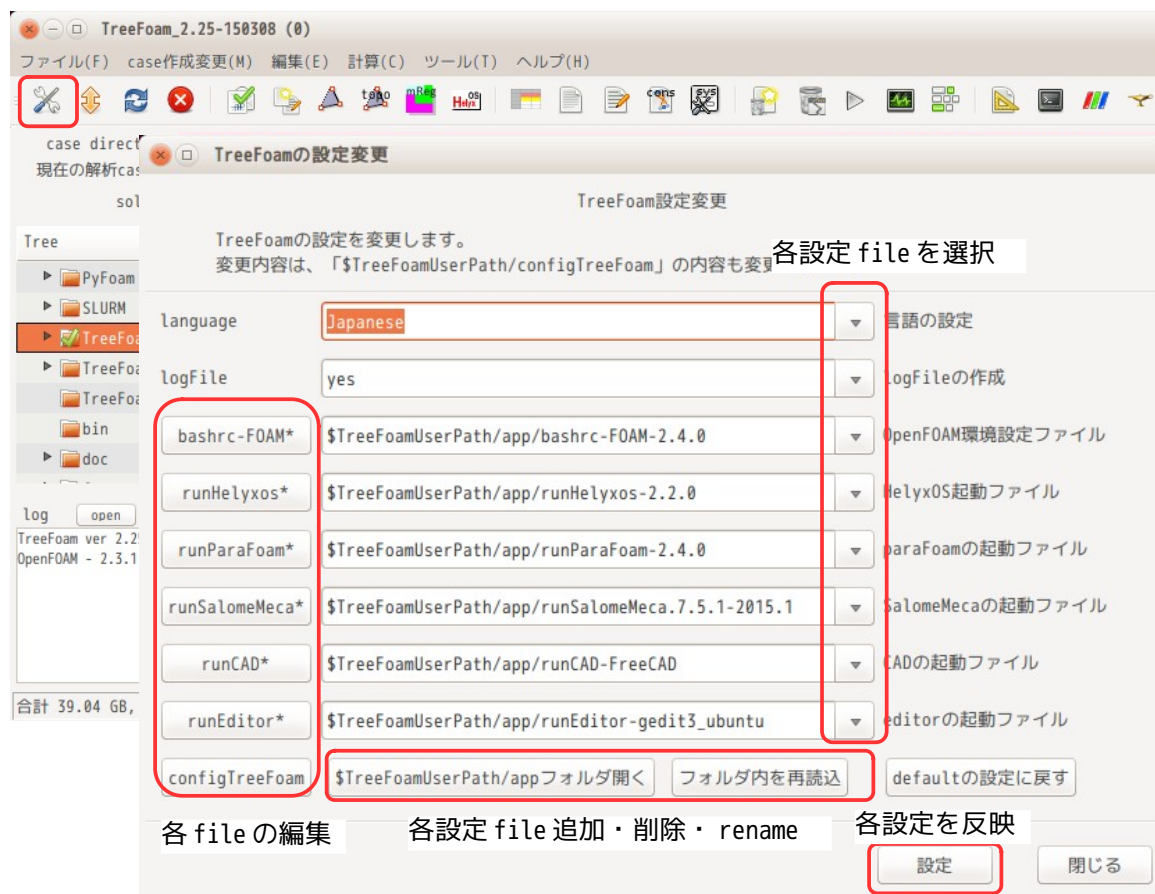 TreeFoam_2.25-150308 (0)
ファイル(F) case作成変更(M) 編集(E) 計算(C) ツール(T) ヘルプ(H)
topo mReg Helyx OS cens sys
case direct
現在の解析cas
sol
TreeFoamの設定変更
TreeFoam設定変更
TreeFoamの設定を変更します。
変更内容は、「$TreeFoamUserPath/configTreeFoam」の内容も変更
各設定 file を選択
Tree
PyFoam
SLURM
TreeFoa
TreeFoa
TreeFoa
bin
doc
log open
TreeFoam ver 2.2
OpenFOAM - 2.3.1
合計 39.04 GB,
language Japanese 言語の設定
logFile yes logFileの作成
bashrc-FOAM* $TreeFoamUserPath/app/bashrc-FOAM-2.4.0 OpenFOAM環境設定ファイル
runHelyxos* $TreeFoamUserPath/app/runHelyxos-2.2.0 HelyxOS起動ファイル
runParaFoam* $TreeFoamUserPath/app/runParaFoam-2.4.0 paraFoamの起動ファイル
runSalomeMeca* $TreeFoamUserPath/app/runSalomeMeca.7.5.1-2015.1 SalomeMecaの起動ファイル
runCAD* $TreeFoamUserPath/app/runCAD-FreeCAD CADの起動ファイル
runEditor* $TreeFoamUserPath/app/runEditor-gedit3_ubuntu editorの起動ファイル
configTreeFoam $TreeFoamUserPath/appフォルダ開く フォルダ内を再読込 defaultの設定に戻す
各 file の編集
各設定 file 追加・削除・ rename
各設定を反映
設定 閉じる